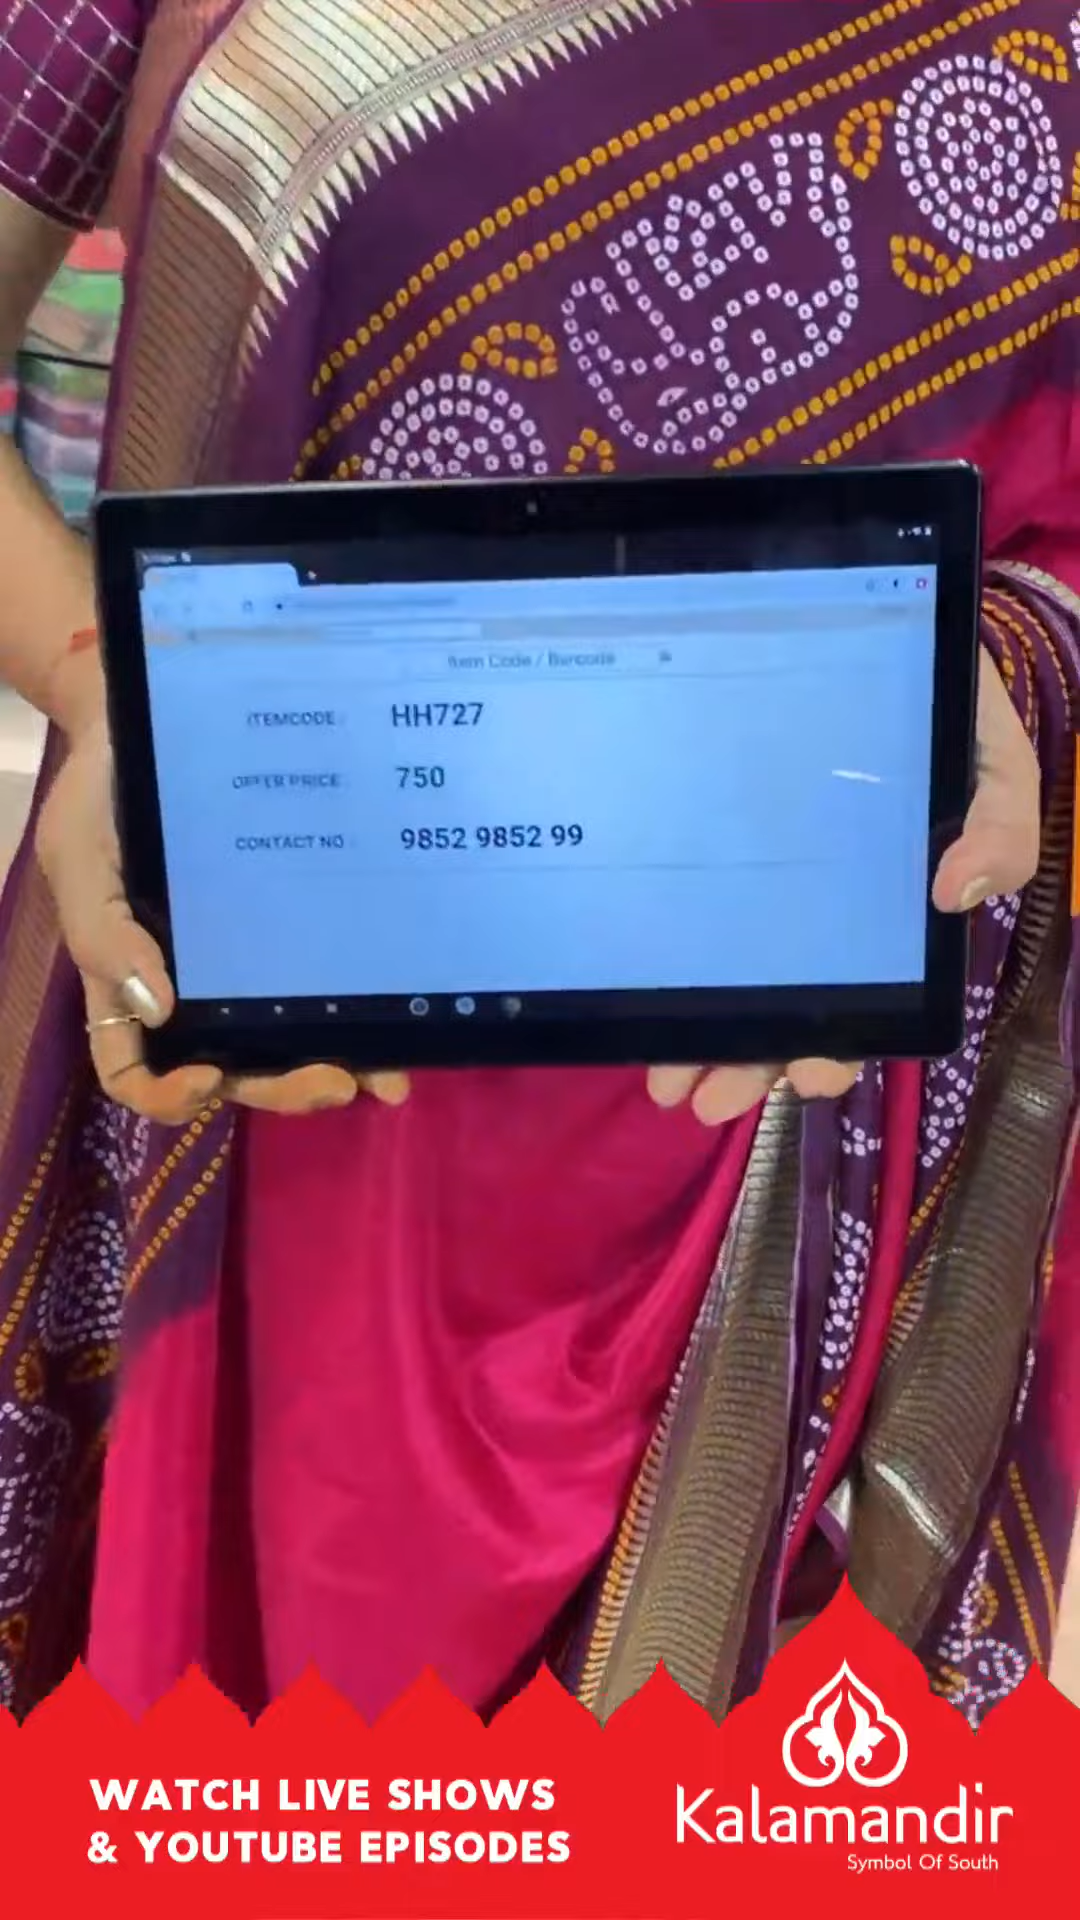 Item Code / Barcode
ITEMCODE : HH727
OFFER PRICE : 750
CONTACT NO : 9852 9852 99
WATCH LIVE SHOWS
& YOUTUBE EPISODES
Kalamandir
Symbol Of South